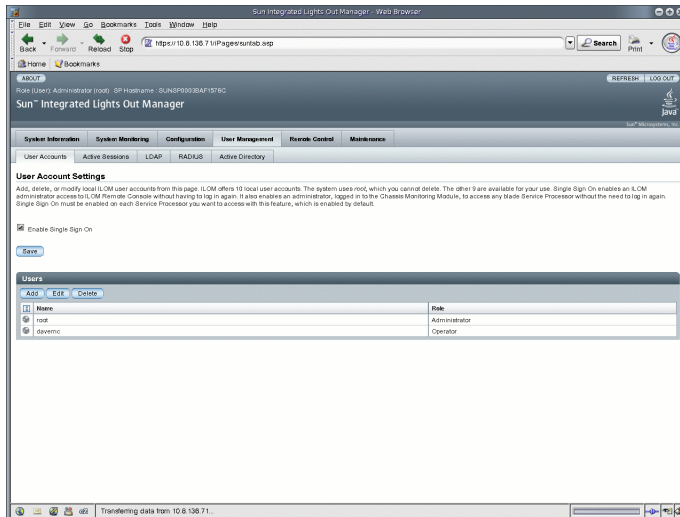 Sun Integrated Lights Out Manager - Web Browser
File Edit View Go Bookmarks Tools Window Help
Back Forward Reload Stop https://10.6.136.71/iPages/suntab.asp Search Print
Home Bookmarks
ABOUT REFRESH LOG OUT
Role (User): Administrator (root) SP Hostname : SUNSP0003BAF1576C
Sun™ Integrated Lights Out Manager
Java
Sun™ Microsystems, Inc.
System Information System Monitoring Configuration User Management Remote Control Maintenance
User Accounts Active Sessions LDAP RADIUS Active Directory
User Account Settings
Add, delete, or modify local ILOM user accounts from this page. ILOM offers 10 local user accounts. The system uses root, which you cannot delete. The other 9 are available for your use. Single Sign On enables an ILOM
administrator access to ILOM Remote Console without having to log in again. It also enables an administrator, logged in to the Chassis Monitoring Module, to access any blade Service Processor without the need to log in again.
Single Sign On must be enabled on each Service Processor you want to access with this feature, which is enabled by default.
Enable Single Sign On
Save
Users
Add Edit Delete
Name Role
root Administrator
davemc Operator
Transferring data from 10.6.136.71...